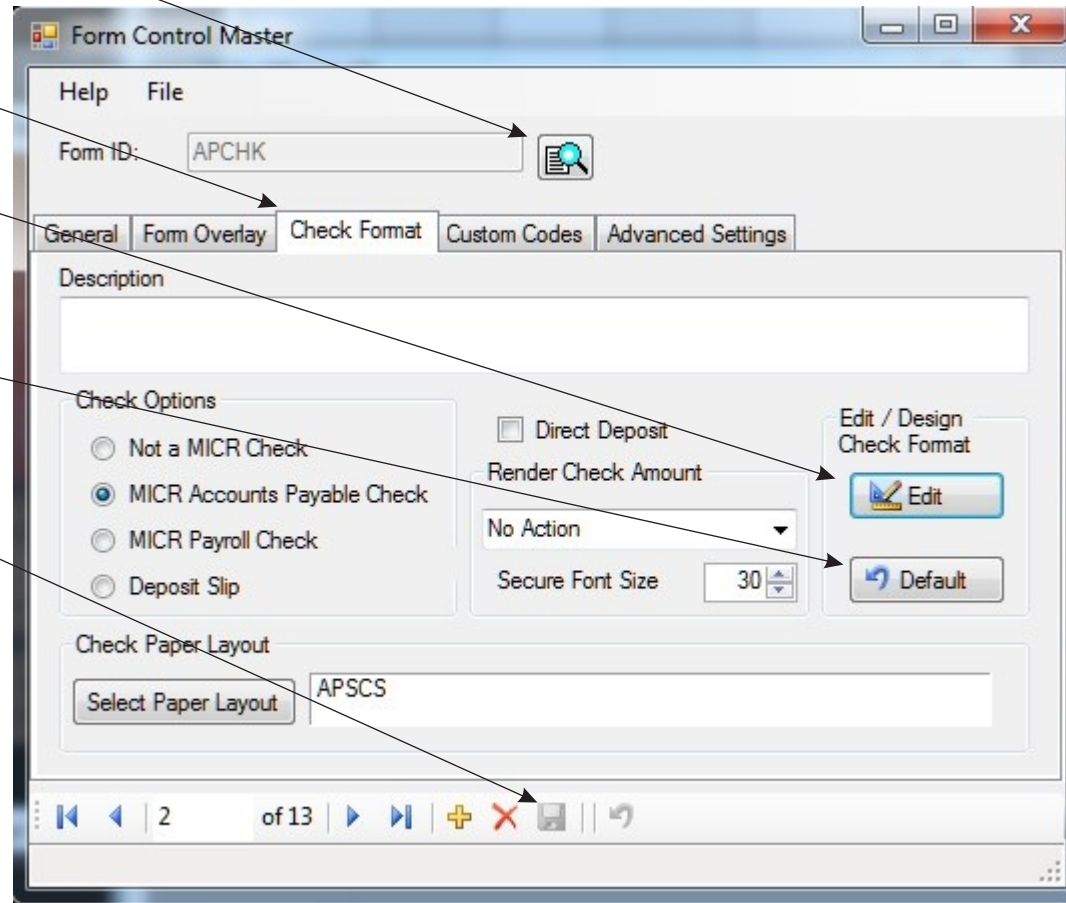 Form Control Master
Help File
Form ID: APCHK
General Form Overlay Check Format Custom Codes Advanced Settings
Description
Check Options
Not a MICR Check
MICR Accounts Payable Check
MICR Payroll Check
Deposit Slip
Direct Deposit
Render Check Amount
No Action
Secure Font Size 30
Edit / Design
Check Format
Edit
Default
Check Paper Layout
Select Paper Layout APSCS
2 of 13